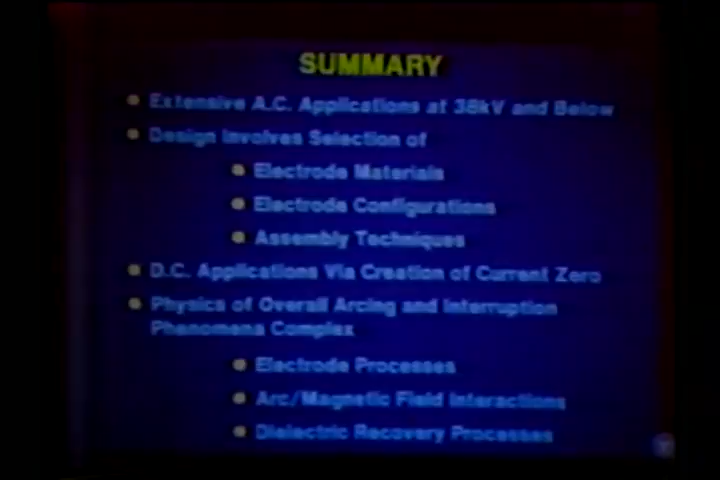 SUMMARY
Extensive A.C. Applications at 38kV and Below
Design Involves Selection of
Electrode Materials
Electrode Configurations
Assembly Techniques
D.C. Applications Via Creation of Current Zero
Physics of Overall Arcing and Interruption
Phenomena Complex
Electrode Processes
Arc/Magnetic Field Interactions
Dielectric Recovery Processes